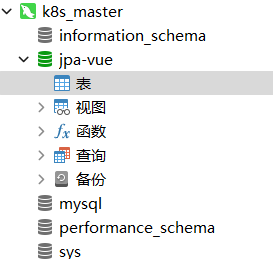 k8s_master
information_schema
jpa-vue
表
视图
函数
查询
备份
mysql
performance_schema
sys